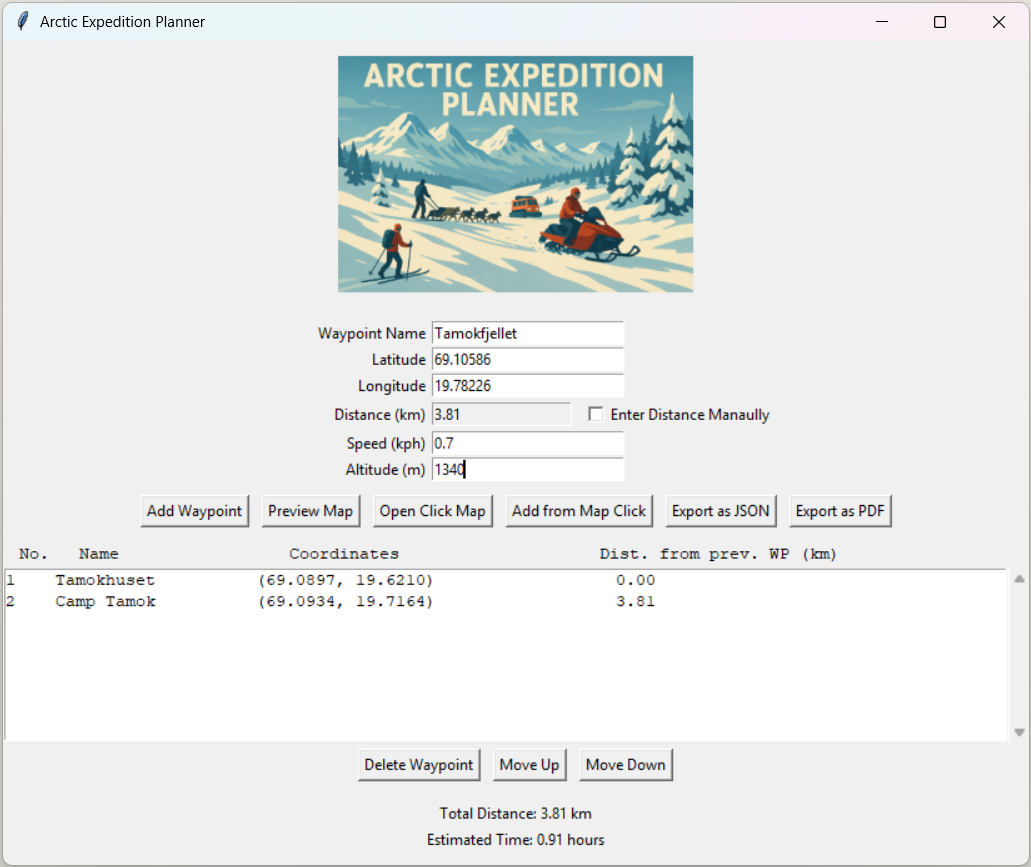 Arctic Expedition Planner
ARCTIC EXPEDITION
PLANNER
Waypoint Name Tamokfjellet
Latitude 69.10586
Longitude 19.78226
Distance (km) 3.81 Enter Distance Manaully
Speed (kph) 0.7
Altitude (m) 1340
Add Waypoint Preview Map Open Click Map Add from Map Click Export as JSON Export as PDF
No. Name Coordinates Dist. from prev. WP (km)
1 Tamokhuset (69.0897, 19.6210) 0.00
2 Camp Tamok (69.0934, 19.7164) 3.81
Delete Waypoint Move Up Move Down
Total Distance: 3.81 km
Estimated Time: 0.91 hours